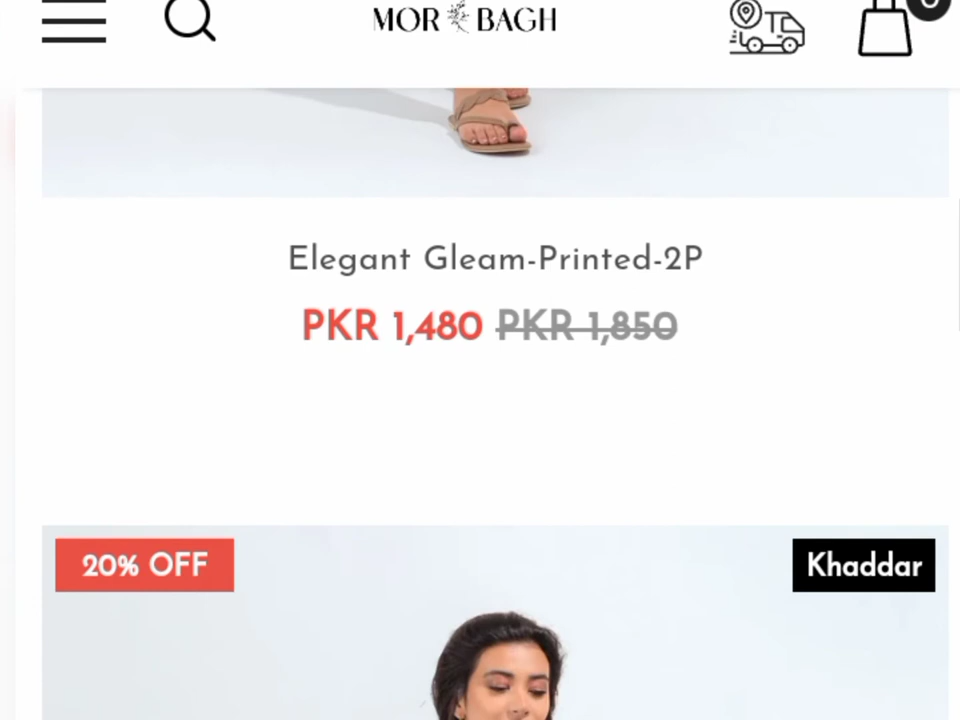 MOR BAGH
Elegant Gleam-Printed-2P
PKR 1,480 PKR 1,850
20% OFF
Khaddar